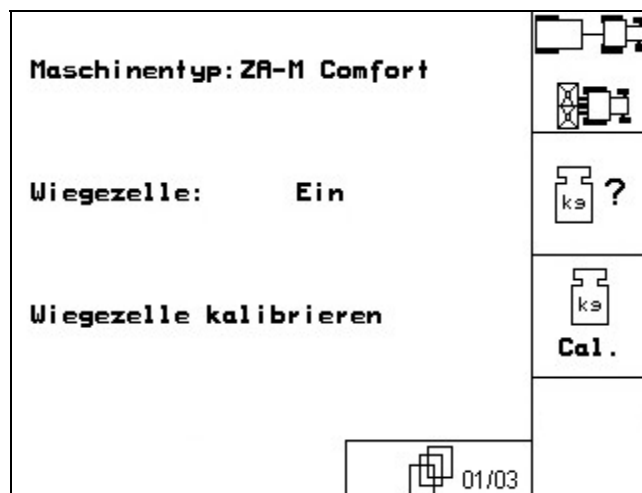 Maschinentyp:ZA-M Comfort
Wiegezelle: Ein
kg ?
Wiegezelle kalibrieren
kg
Cal.
01/03